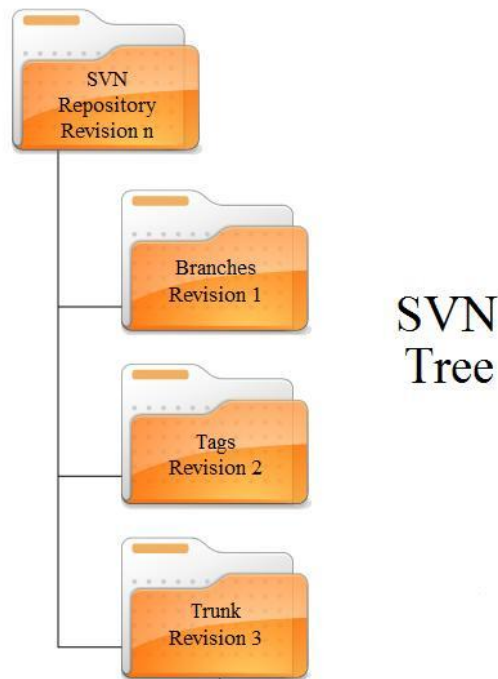 SVN
Repository
Revision n
Branches
Revision 1
SVN
Tree
Tags
Revision 2
Trunk
Revision 3